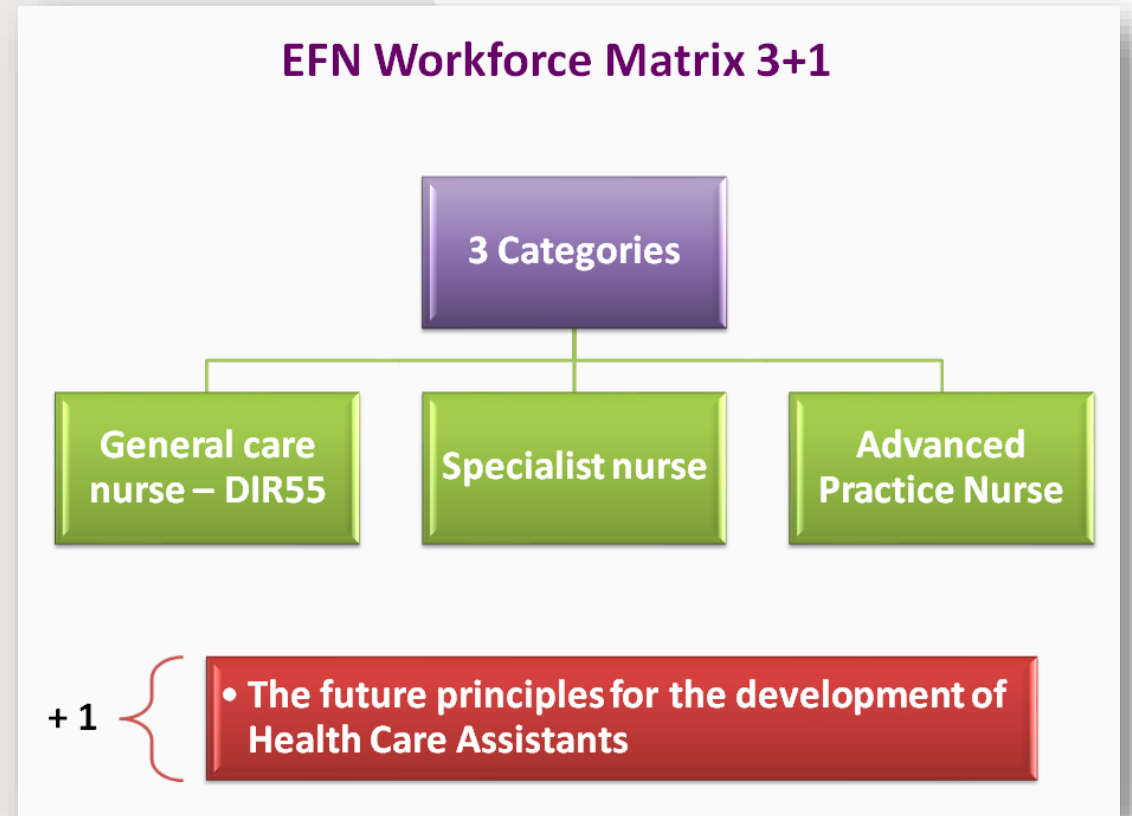 EFN Workforce Matrix 3+1
3 Categories
General care
nurse – DIR55
Specialist nurse
Advanced
Practice Nurse
+ 1
• The future principles for the development of
Health Care Assistants